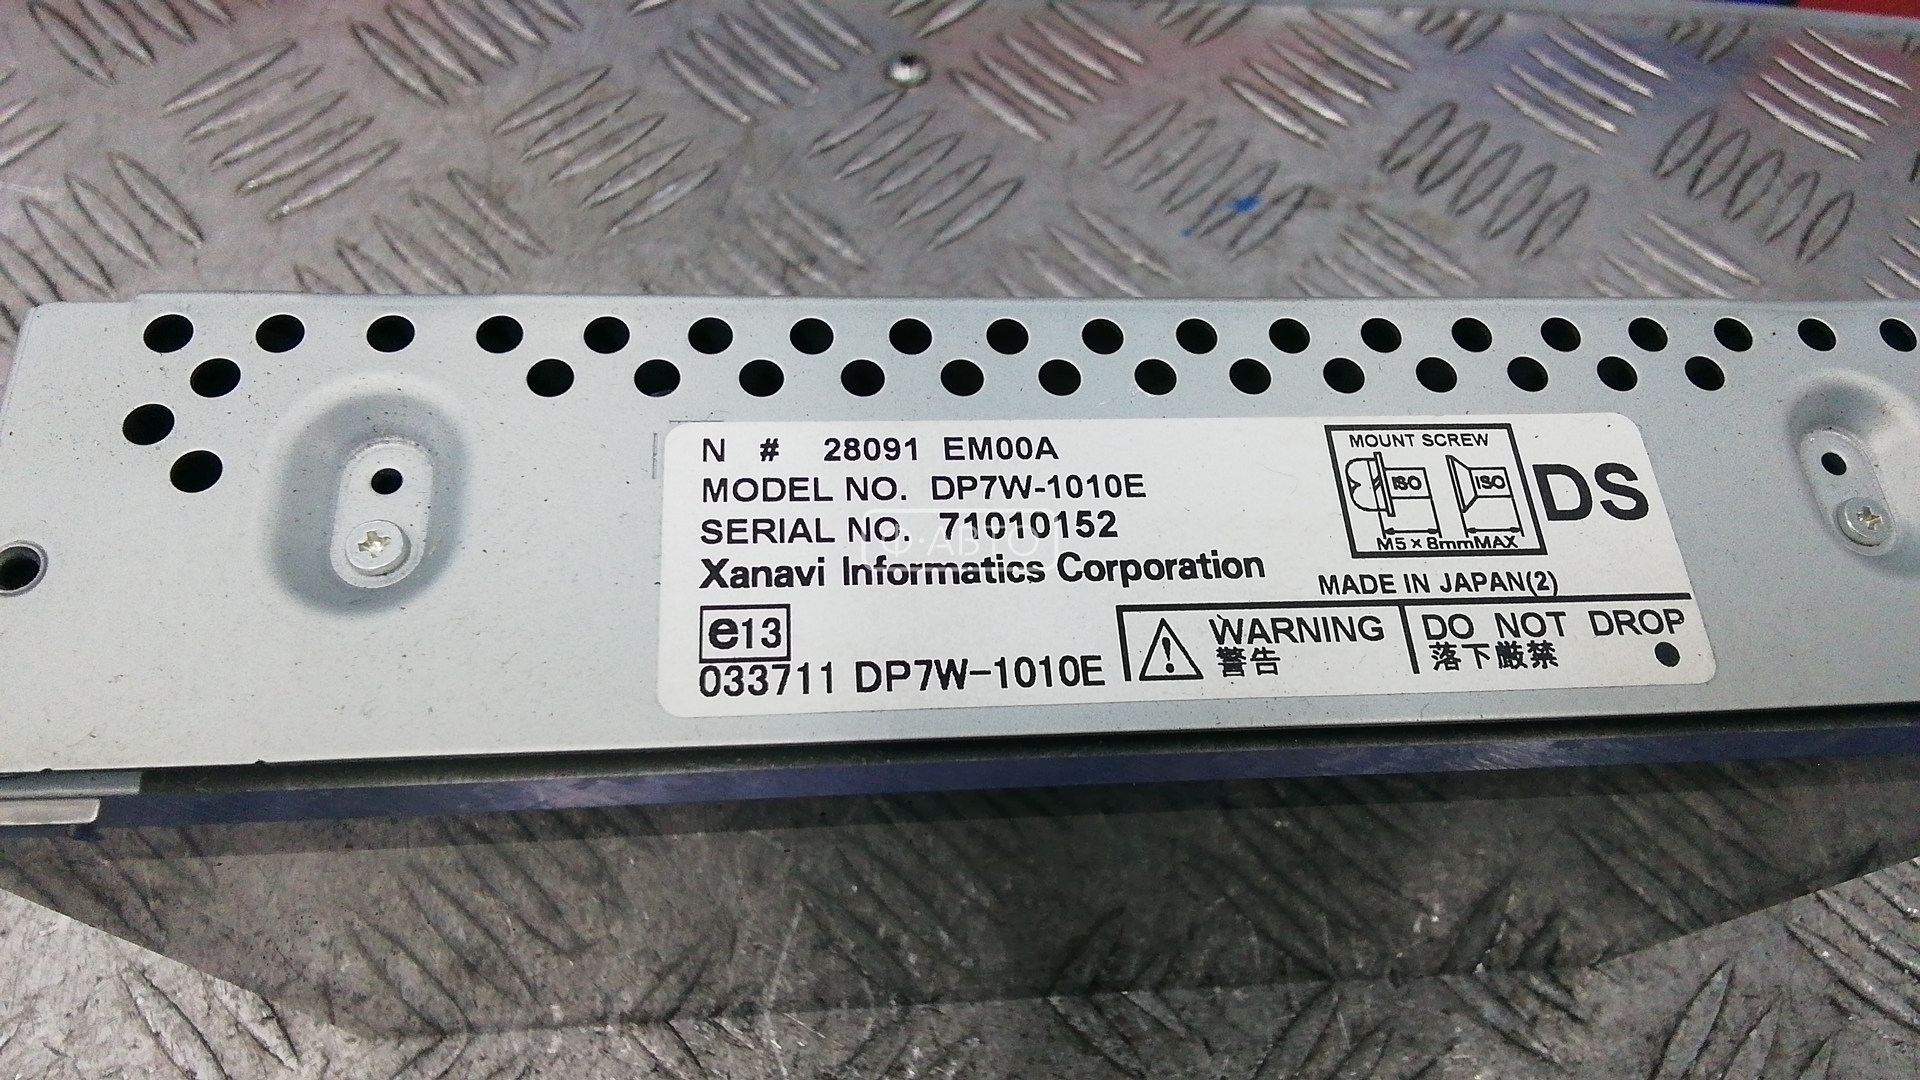 N # 28091 EM00A
MODEL NO. DP7W-1010E
SERIAL NO. 71010152
Xanavi Informatics Corporation
MOUNT SCREW
ISO ISO
M5×8mmMAX
DS
MADE IN JAPAN(2)
e13
033711 DP7W-1010E
WARNING
警告
DO NOT DROP
落下厳禁
Ф·АВТО